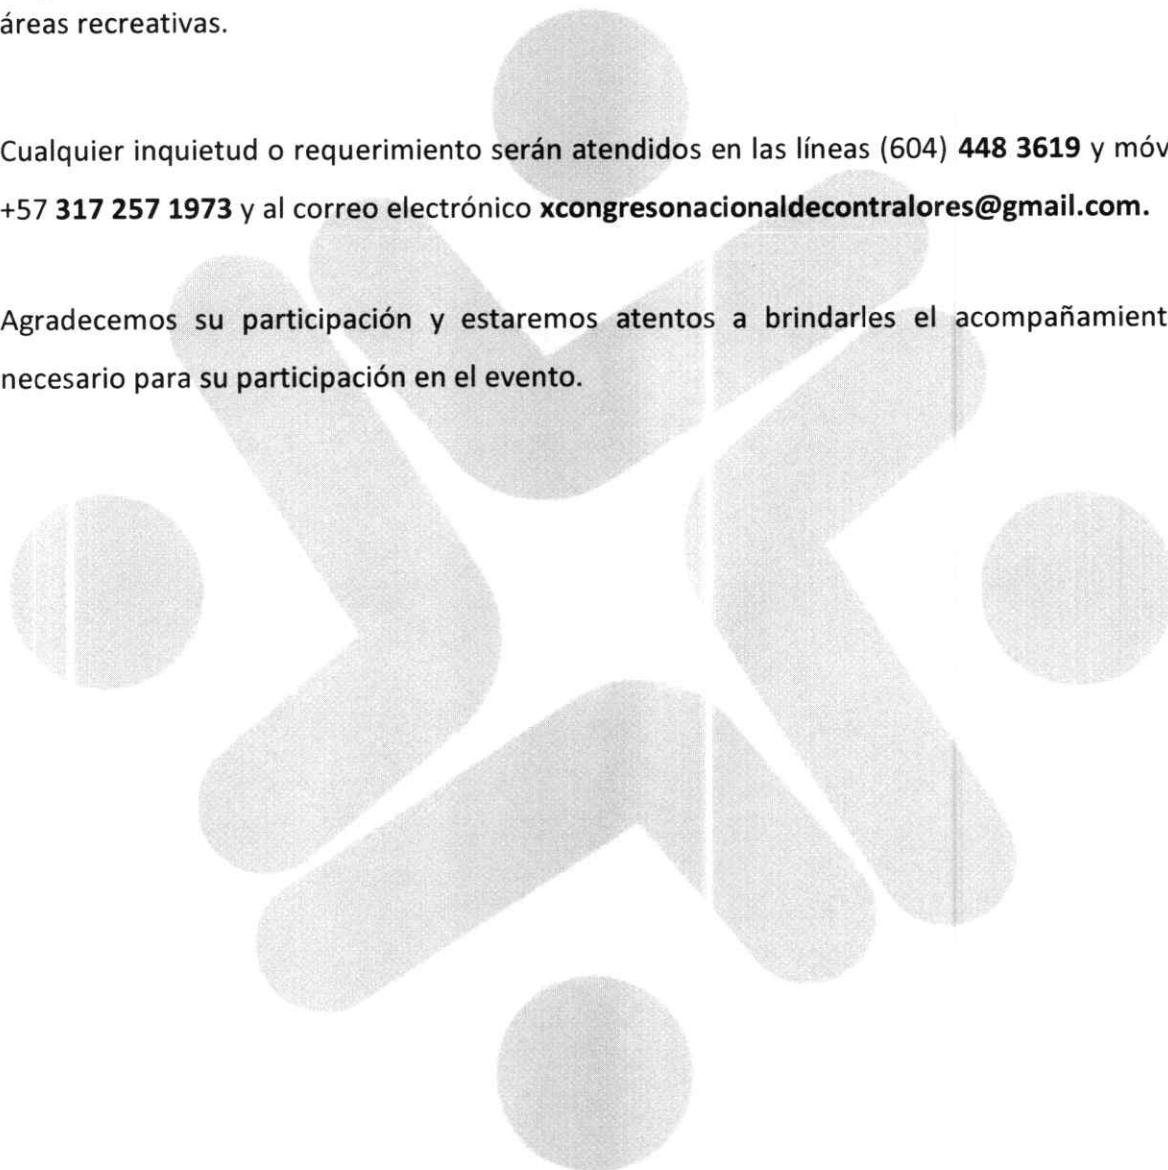 áreas recreativas.
Cualquier inquietud o requerimiento serán atendidos en las líneas (604) 448 3619 y móv
+57 317 257 1973 y al correo electrónico xcongresonacionaldecontralores@gmail.com.
Agradecemos su participación y estaremos atentos a brindarles el acompañamient
necesario para su participación en el evento.